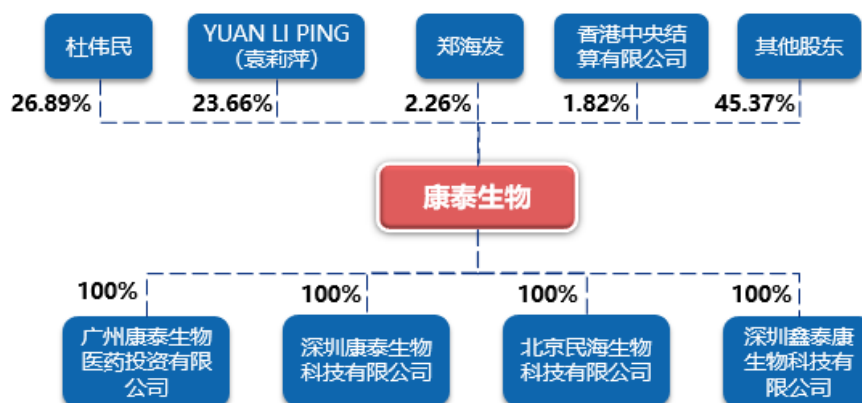 杜伟民
YUAN LI PING
（袁莉萍）
郑海发
香港中央结
算有限公司
其他股东
26.89%
23.66%
2.26%
1.82%
45.37%
康泰生物
100%
100%
100%
100%
广州康泰生物
医药投资有限
公司
深圳康泰生物
科技有限公司
北京民海生物
科技有限公司
深圳鑫泰康
生物科技有
限公司